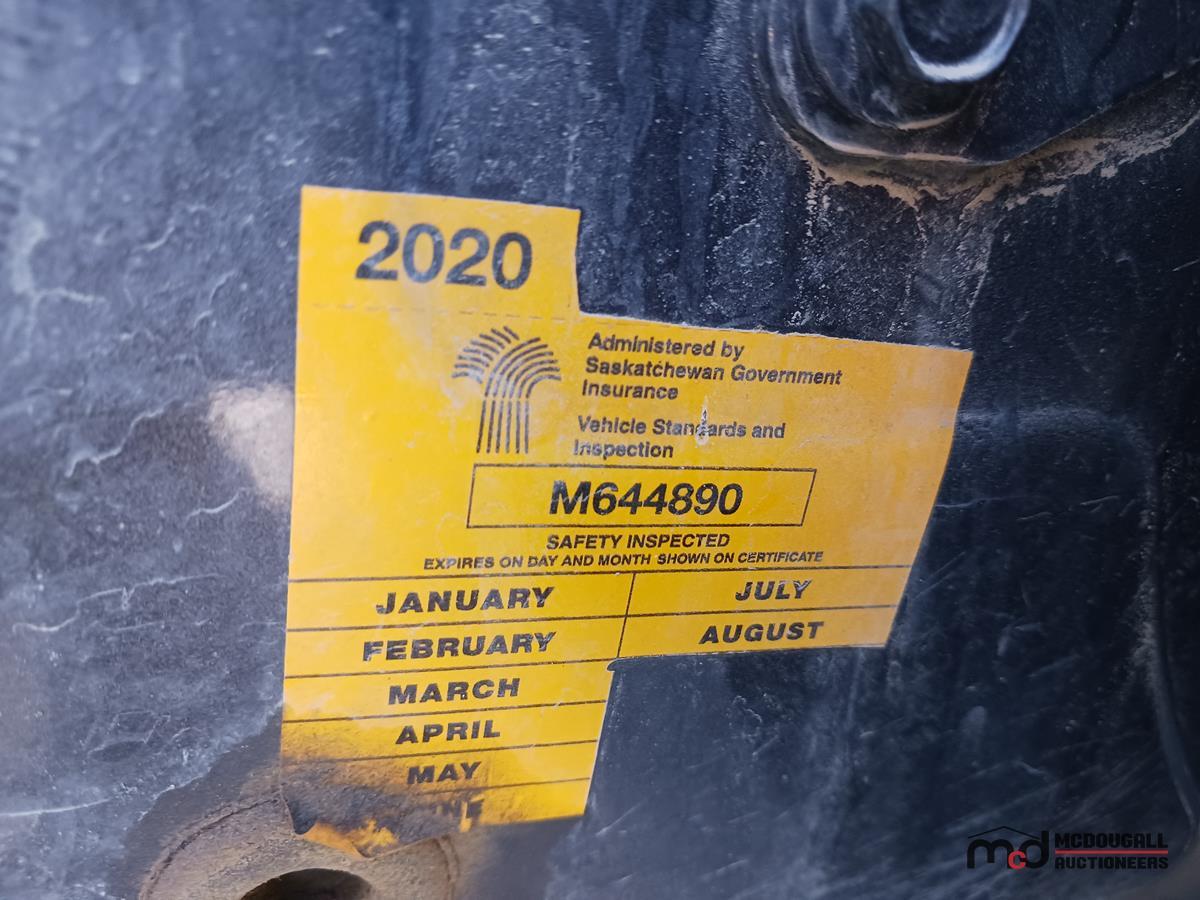 2020
Administered by
Saskatchewan Government
Insurance
Vehicle Standards and
Inspection
M644890
SAFETY INSPECTED
EXPIRES ON DAY AND MONTH SHOWN ON CERTIFICATE
JANUARY JULY
FEBRUARY AUGUST
MARCH
APRIL
MAY
mcd MCDOUGALL
AUCTIONEERS